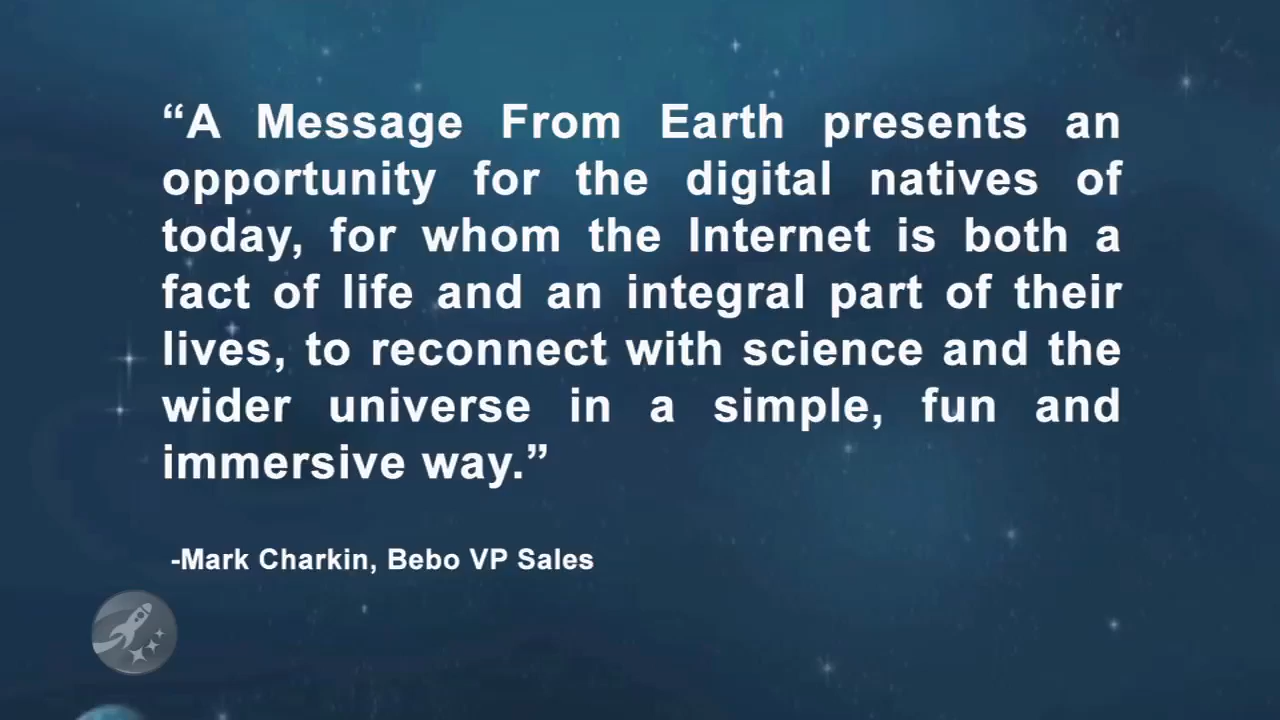 “A Message From Earth presents an
opportunity for the digital natives of
today, for whom the Internet is both a
fact of life and an integral part of their
lives, to reconnect with science and the
wider universe in a simple, fun and
immersive way.”
-Mark Charkin, Bebo VP Sales